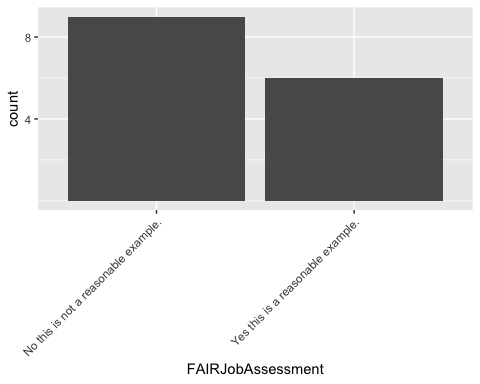 count
8
4
No this is not a reasonable example.
Yes this is a reasonable example.
FAIRJobAssessment